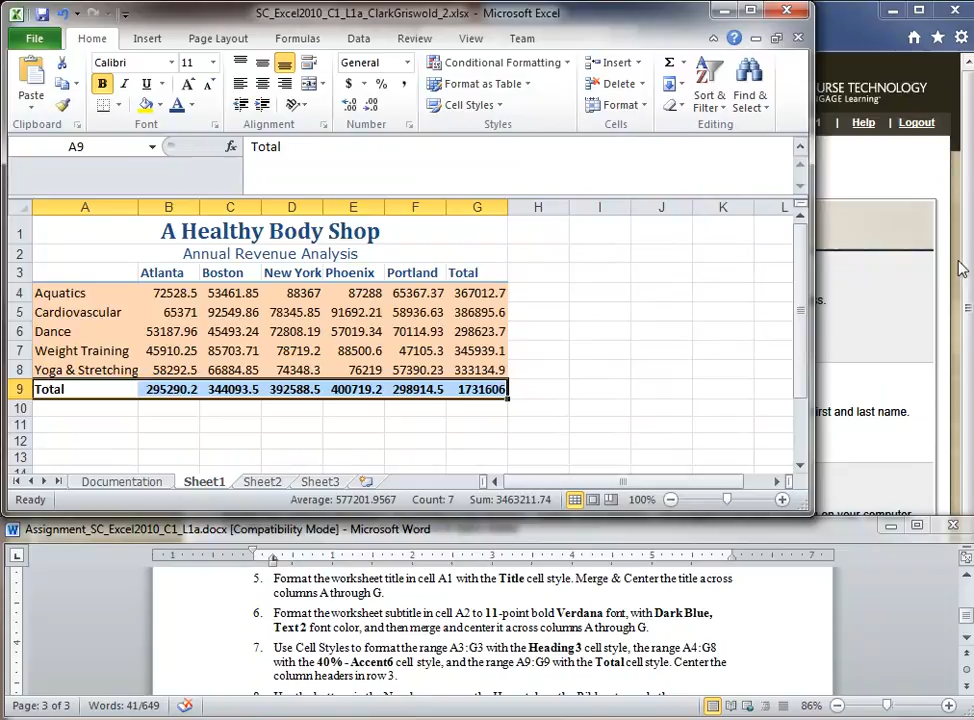 SC_Excel2010_C1_L1a_ClarkGriswold_2.xlsx - Microsoft Excel
File Home Insert Page Layout Formulas Data Review View Team
Calibri 11 General Conditional Formatting Insert Σ
Paste B I U A A $ % , Format as Table Delete Sort & Find &
Cell Styles Format Filter Select
Clipboard Font Alignment Number Styles Cells Editing
A9 fx Total
A B C D E F G H I J K L
1 A Healthy Body Shop
2 Annual Revenue Analysis
3 Atlanta Boston New York Phoenix Portland Total
4 Aquatics 72528.5 53461.85 88367 87288 65367.37 367012.7
5 Cardiovascular 65371 92549.86 78345.85 91692.21 58936.63 386895.6
6 Dance 53187.96 45493.24 72808.19 57019.34 70114.93 298623.7
7 Weight Training 45910.25 85703.71 78719.2 88500.6 47105.3 345939.1
8 Yoga & Stretching 58292.5 66884.85 74348.3 76219 57390.23 333134.9
9 Total 295290.2 344093.5 392588.5 400719.2 298914.5 1731606
10
11
12
13
Documentation Sheet1 Sheet2 Sheet3
Ready Average: 577201.9567 Count: 7 Sum: 3463211.74 100%
URSE TECHNOLOGY
NGAGE Learning™
| Help | Logout
irst and last name.
on your computer
Assignment_SC_Excel2010_C1_L1a.docx [Compatibility Mode] - Microsoft Word
1 1 2 3 4 5 7
5. Format the worksheet title in cell A1 with the Title cell style. Merge & Center the title across
columns A through G.
6. Format the worksheet subtitle in cell A2 to 11-point bold Verdana font, with Dark Blue,
Text 2 font color, and then merge and center it across columns A through G.
7. Use Cell Styles to format the range A3:G3 with the Heading 3 cell style, the range A4:G8
with the 40% - Accent6 cell style, and the range A9:G9 with the Total cell style. Center the
column headers in row 3.
Page: 3 of 3 Words: 41/649 86%